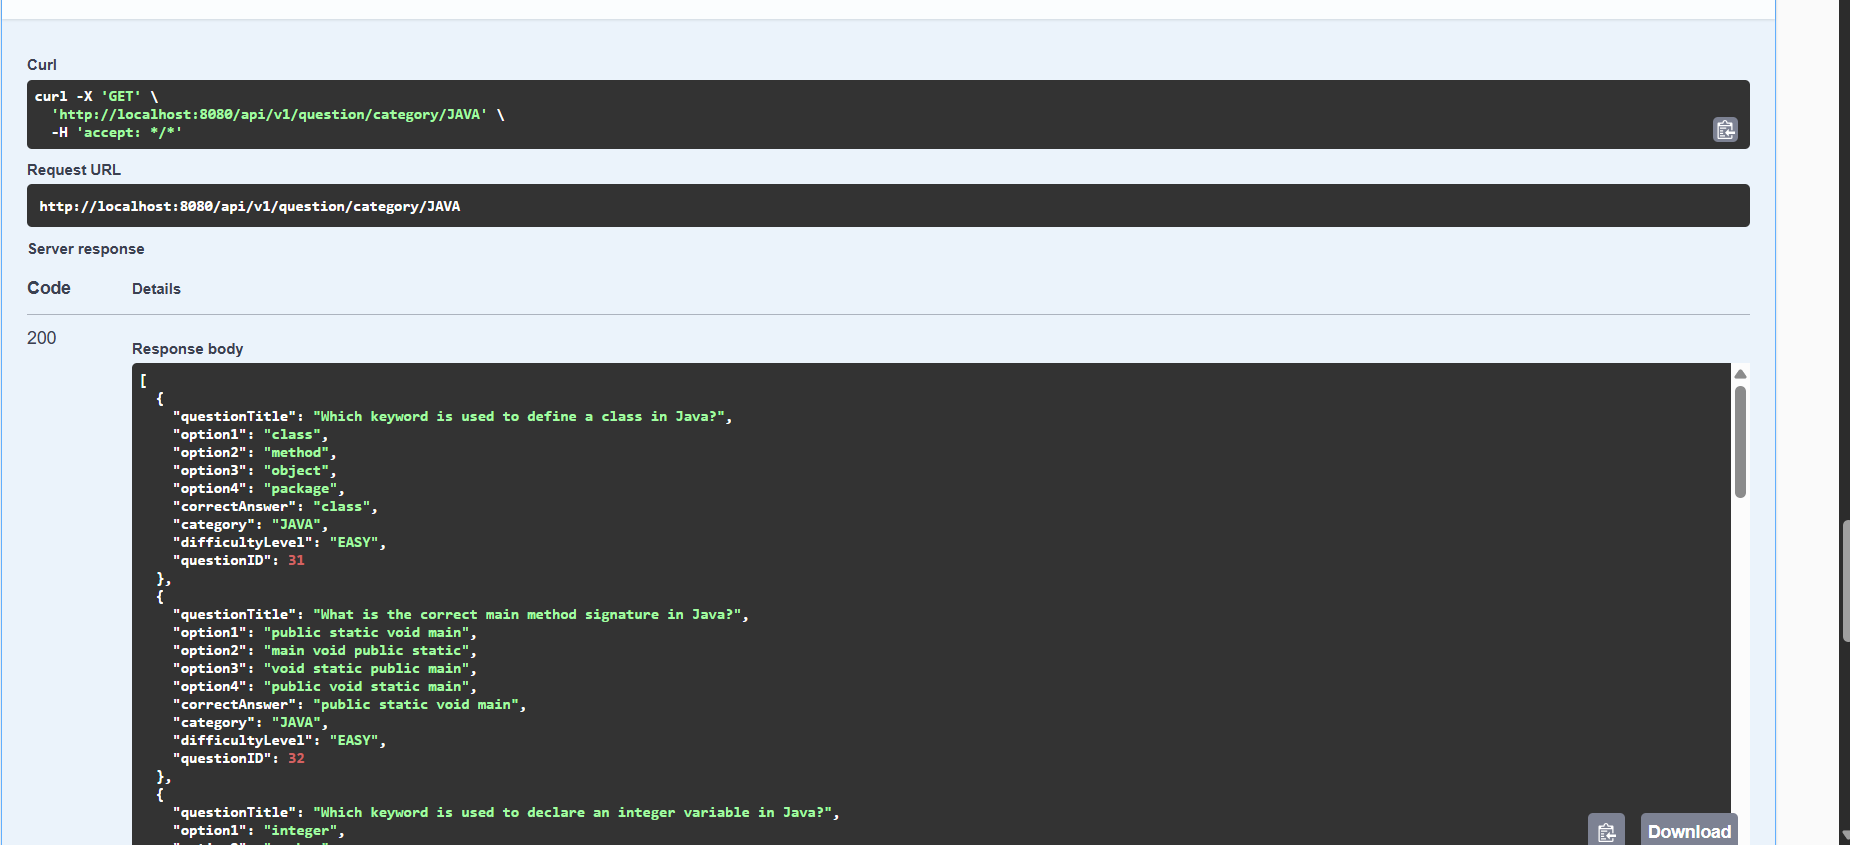 Curl
curl -X 'GET' \
'http://localhost:8080/api/v1/question/category/JAVA' \
-H 'accept: */*'
Request URL
http://localhost:8080/api/v1/question/category/JAVA
Server response
Code Details
200
Response body
[
{
"questionTitle": "Which keyword is used to define a class in Java?",
"option1": "class",
"option2": "method",
"option3": "object",
"option4": "package",
"correctAnswer": "class",
"category": "JAVA",
"difficultyLevel": "EASY",
"questionID": 31
},
{
"questionTitle": "What is the correct main method signature in Java?",
"option1": "public static void main",
"option2": "main void public static",
"option3": "void static public main",
"option4": "public void static main",
"correctAnswer": "public static void main",
"category": "JAVA",
"difficultyLevel": "EASY",
"questionID": 32
},
{
"questionTitle": "Which keyword is used to declare an integer variable in Java?",
"option1": "integer",
Download